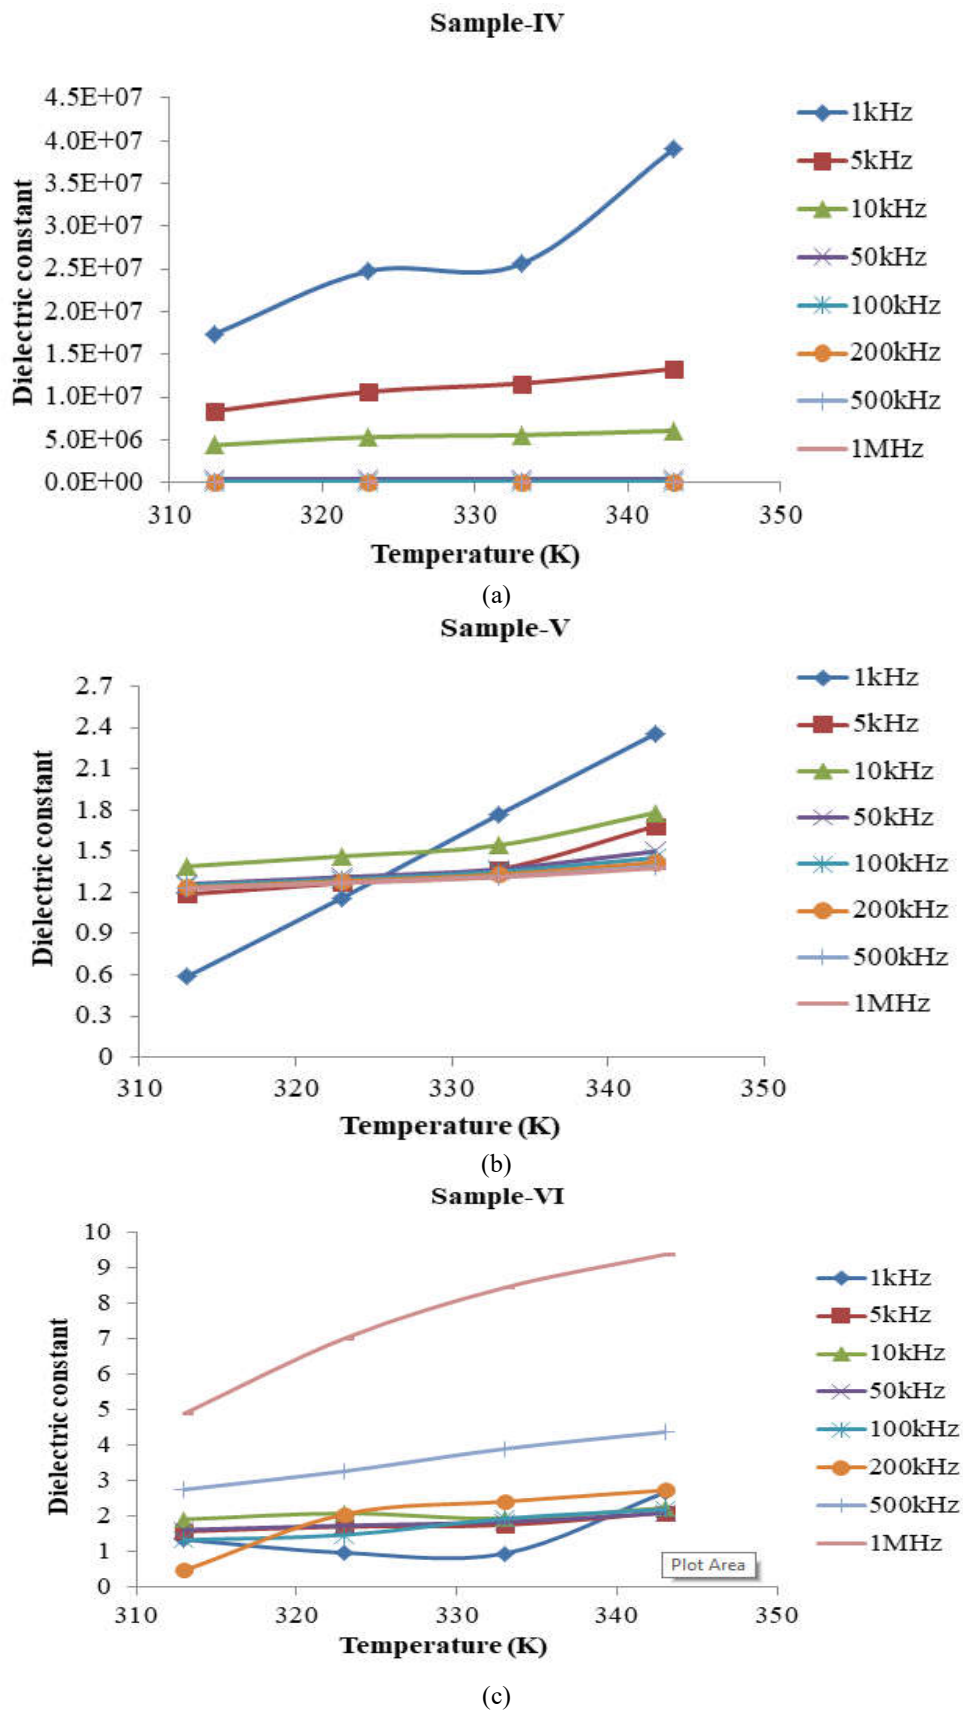 Sample-IV
4.5E+07
4.0E+07
3.5E+07
3.0E+07
2.5E+07
2.0E+07
1.5E+07
1.0E+07
5.0E+06
0.0E+00
Dielectric constant
310 320 330 340 350
Temperature (K)
1kHz
5kHz
10kHz
50kHz
100kHz
200kHz
500kHz
1MHz
(a)
Sample-V
2.7
2.4
2.1
1.8
1.5
1.2
0.9
0.6
0.3
0
Dielectric constant
310 320 330 340 350
Temperature (K)
1kHz
5kHz
10kHz
50kHz
100kHz
200kHz
500kHz
1MHz
(b)
Sample-VI
10
9
8
7
6
5
4
3
2
1
0
Dielectric constant
310 320 330 340 350
Temperature (K)
Plot Area
1kHz
5kHz
10kHz
50kHz
100kHz
200kHz
500kHz
1MHz
(c)